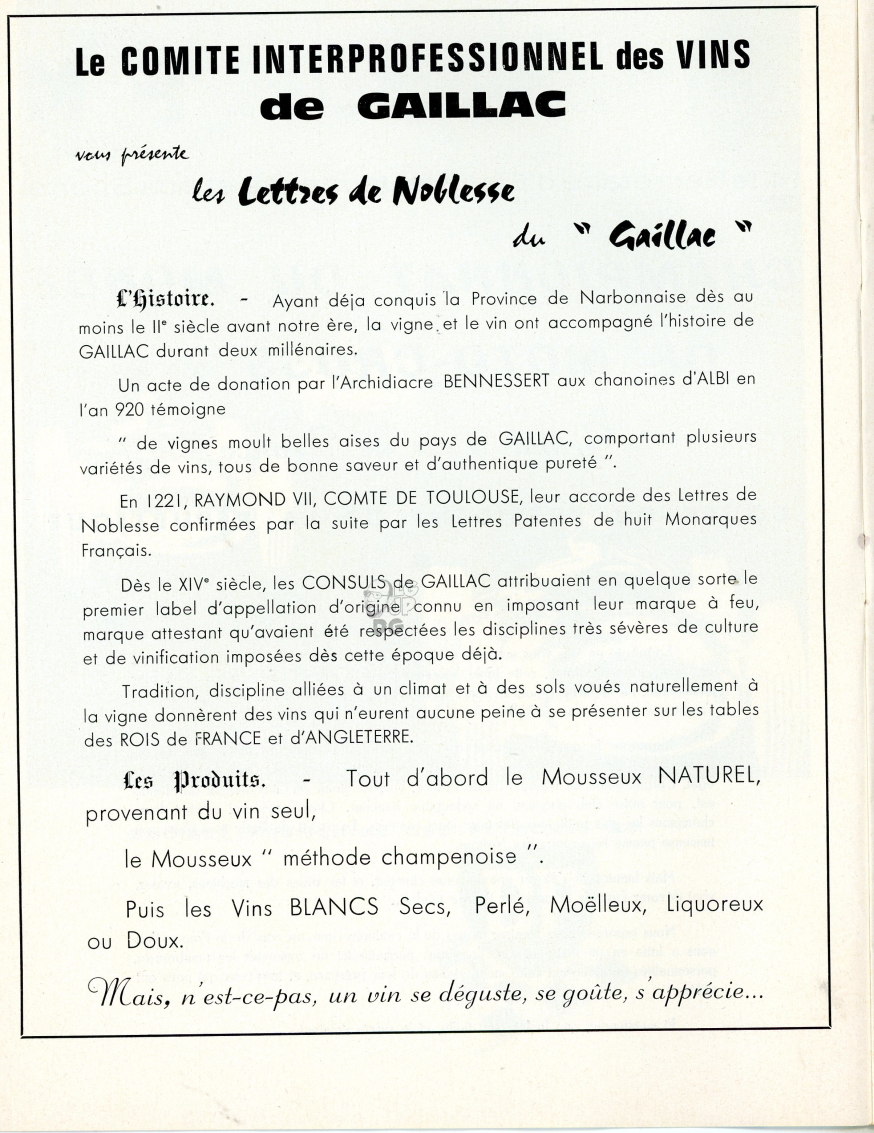 Le COMITE INTERPROFESSIONNEL des VINS
de GAILLAC
vous présente
les Lettres de Noblesse
du " Gaillac "
L'Histoire. - Ayant déja conquis la Province de Narbonnaise dès au
moins le IIe siècle avant notre ère, la vigne et le vin ont accompagné l'histoire de
GAILLAC durant deux millénaires.
Un acte de donation par l'Archidiacre BENNESSERT aux chanoines d'ALBI en
l'an 920 témoigne
" de vignes moult belles aises du pays de GAILLAC, comportant plusieurs
variétés de vins, tous de bonne saveur et d'authentique pureté ".
En 1221, RAYMOND VII, COMTE DE TOULOUSE, leur accorde des Lettres de
Noblesse confirmées par la suite par les Lettres Patentes de huit Monarques
Français.
Dès le XIVe siècle, les CONSULS de GAILLAC attribuaient en quelque sorte le
premier label d'appellation d'origine connu en imposant leur marque à feu,
marque attestant qu'avaient été respectées les disciplines très sévères de culture
et de vinification imposées dès cette époque déjà.
Tradition, discipline alliées à un climat et à des sols voués naturellement à
la vigne donnèrent des vins qui n'eurent aucune peine à se présenter sur les tables
des ROIS de FRANCE et d'ANGLETERRE.
Les Produits. - Tout d'abord le Mousseux NATUREL,
provenant du vin seul,
le Mousseux " méthode champenoise ".
Puis les Vins BLANCS Secs, Perlé, Moëlleux, Liquoreux
ou Doux.
Mais, n'est-ce-pas, un vin se déguste, se goûte, s'apprécie...